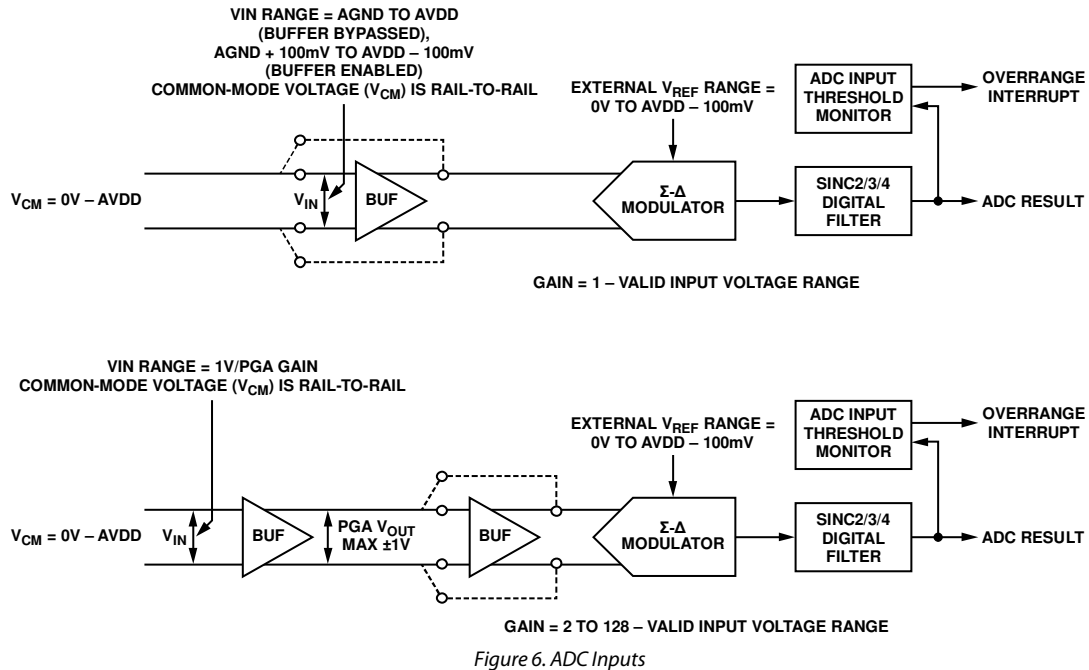 VIN RANGE = AGND TO AVDD
(BUFFER BYPASSED),
AGND + 100mV TO AVDD – 100mV
(BUFFER ENABLED)
COMMON-MODE VOLTAGE (VCM) IS RAIL-TO-RAIL
EXTERNAL VREF RANGE =
0V TO AVDD – 100mV
ADC INPUT
THRESHOLD
MONITOR
OVERRANGE
INTERRUPT
VCM = 0V – AVDD
VIN
BUF
Σ-Δ
MODULATOR
SINC2/3/4
DIGITAL
FILTER
ADC RESULT
GAIN = 1 – VALID INPUT VOLTAGE RANGE
VIN RANGE = 1V/PGA GAIN
COMMON-MODE VOLTAGE (VCM) IS RAIL-TO-RAIL
EXTERNAL VREF RANGE =
0V TO AVDD – 100mV
ADC INPUT
THRESHOLD
MONITOR
OVERRANGE
INTERRUPT
VCM = 0V – AVDD
VIN
BUF
PGA VOUT
MAX ±1V
BUF
Σ-Δ
MODULATOR
SINC2/3/4
DIGITAL
FILTER
ADC RESULT
GAIN = 2 TO 128 – VALID INPUT VOLTAGE RANGE
Figure 6. ADC Inputs